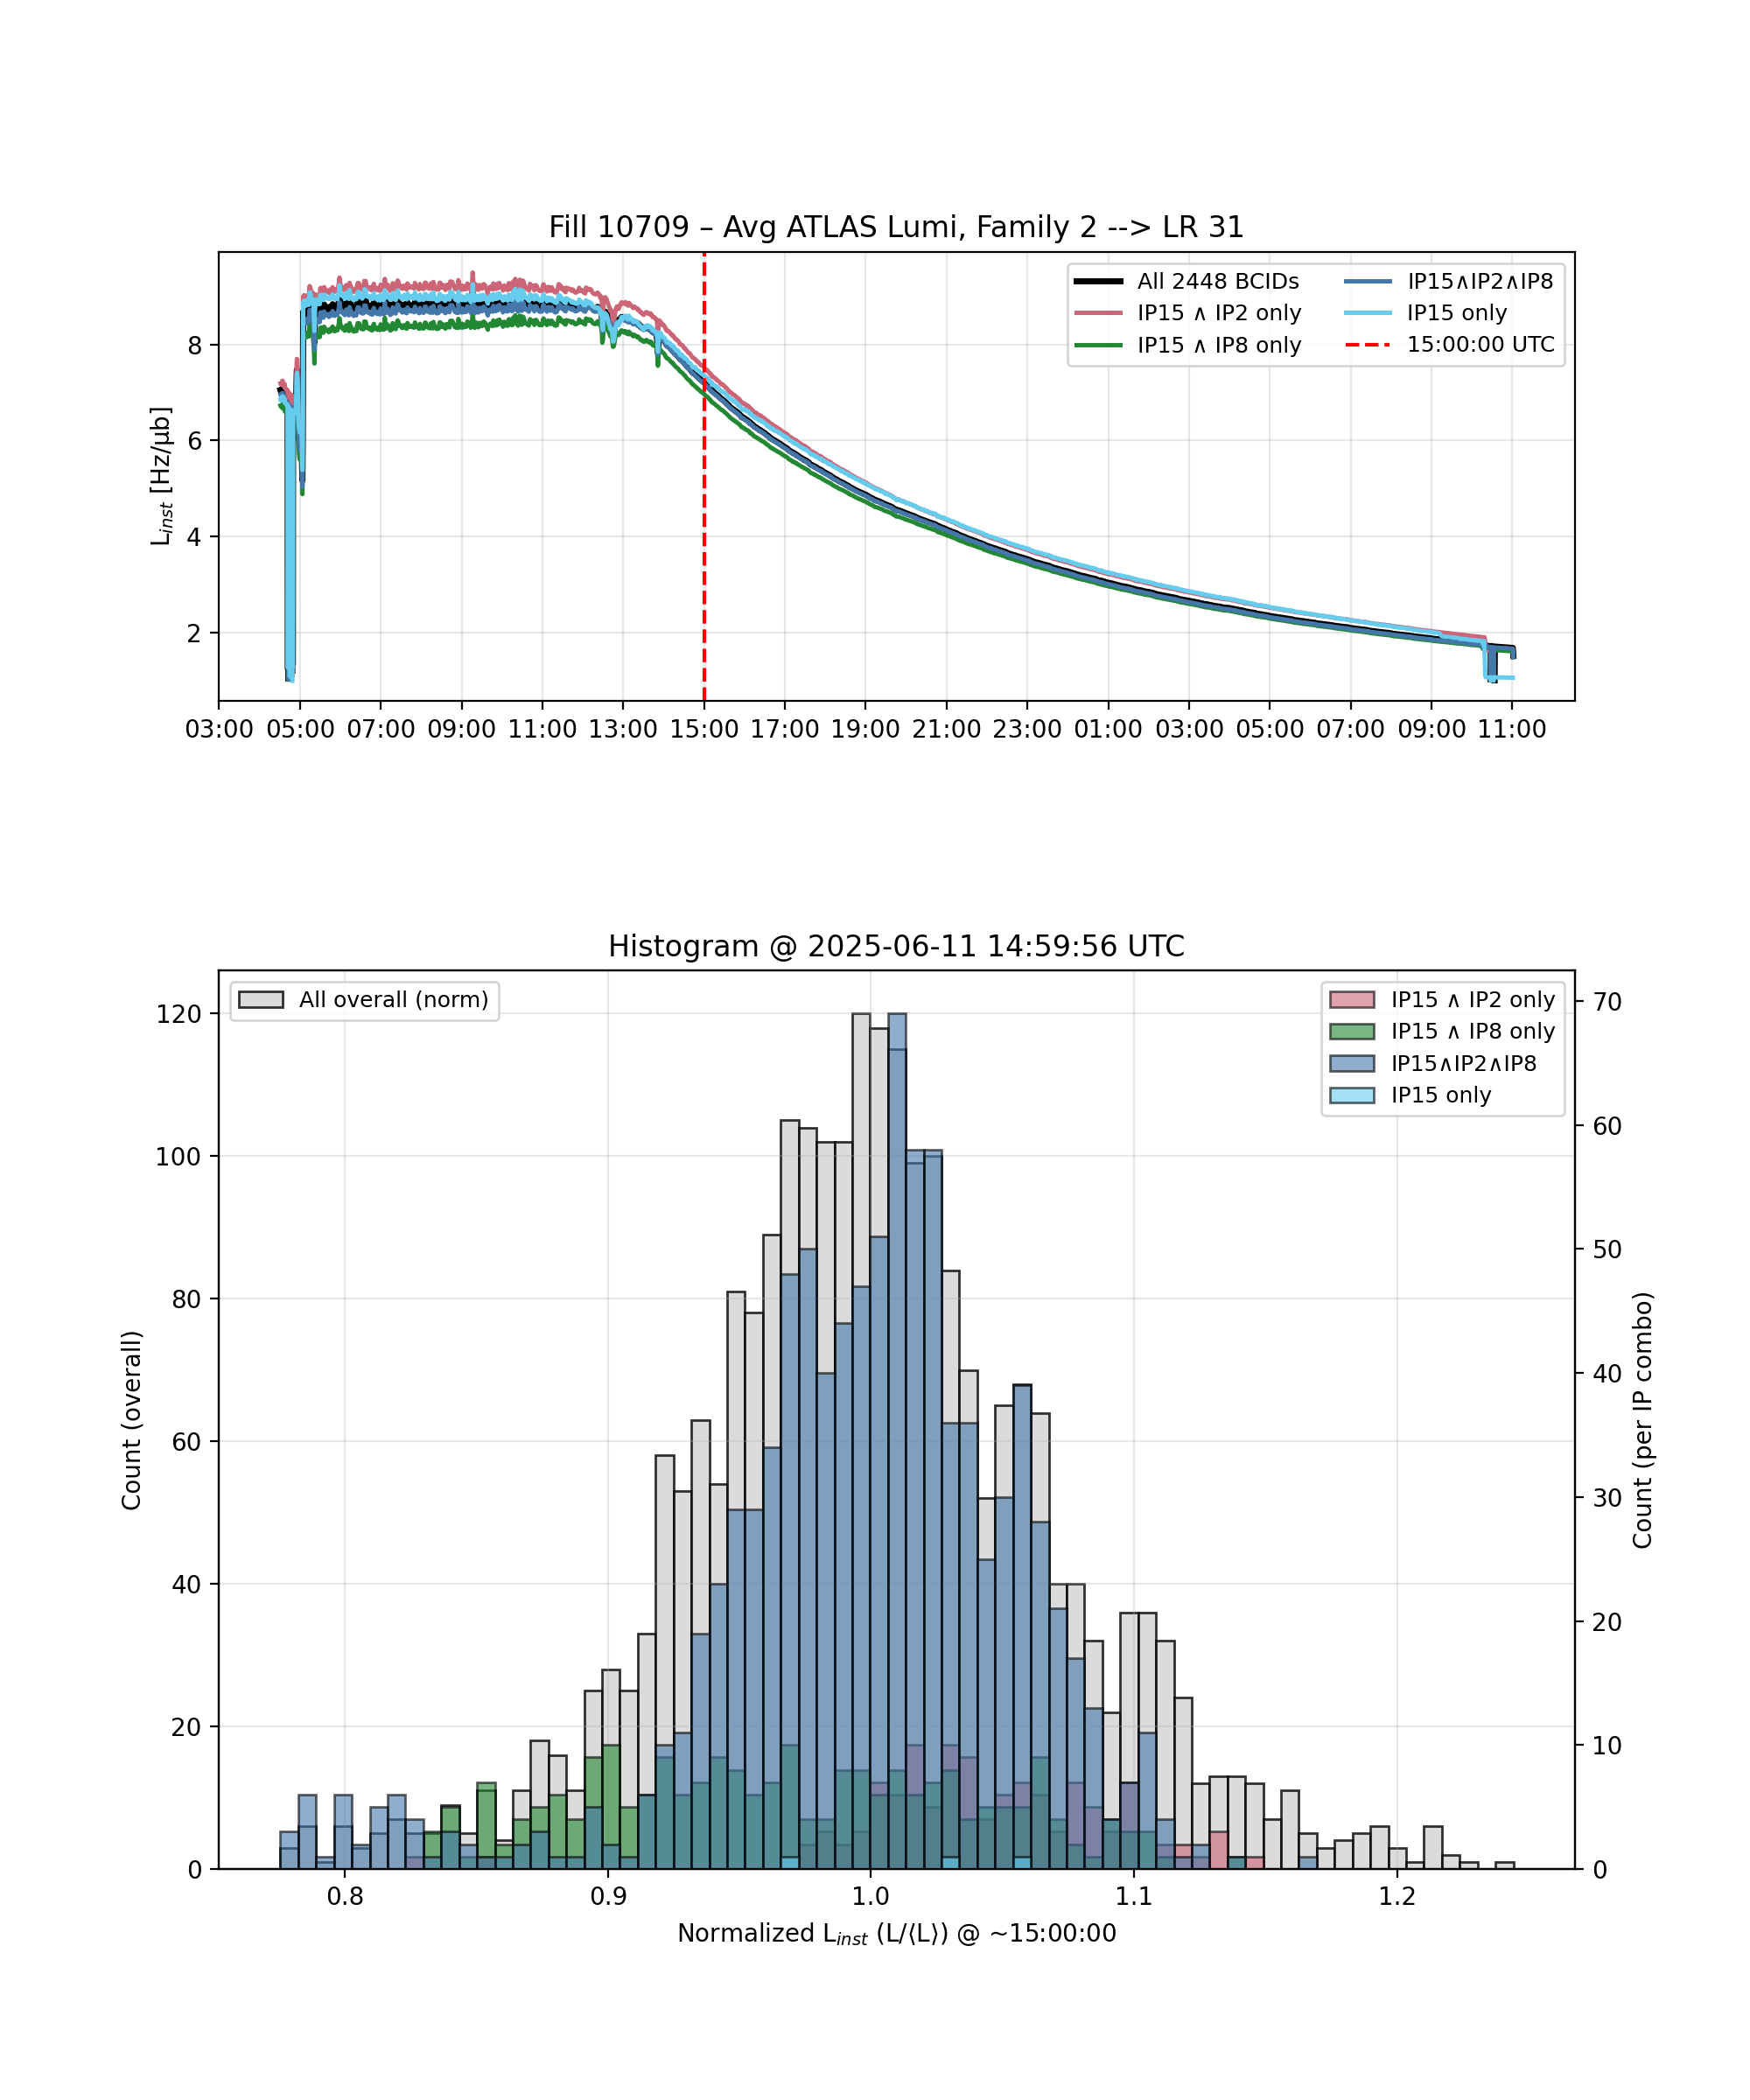 Fill 10709 – Avg ATLAS Lumi, Family 2 --> LR 31
All 2448 BCIDs
IP15 ∧ IP2 only
IP15 ∧ IP8 only
IP15∧IP2∧IP8
IP15 only
15:00:00 UTC
L_inst [Hz/μb]
8
6
4
2
03:00 05:00 07:00 09:00 11:00 13:00 15:00 17:00 19:00 21:00 23:00 01:00 03:00 05:00 07:00 09:00 11:00
Histogram @ 2025-06-11 14:59:56 UTC
All overall (norm)
IP15 ∧ IP2 only
IP15 ∧ IP8 only
IP15∧IP2∧IP8
IP15 only
Count (overall)
120
100
80
60
40
20
0
Count (per IP combo)
70
60
50
40
30
20
10
0
0.8 0.9 1.0 1.1 1.2
Normalized L_inst (L/⟨L⟩) @ ~15:00:00